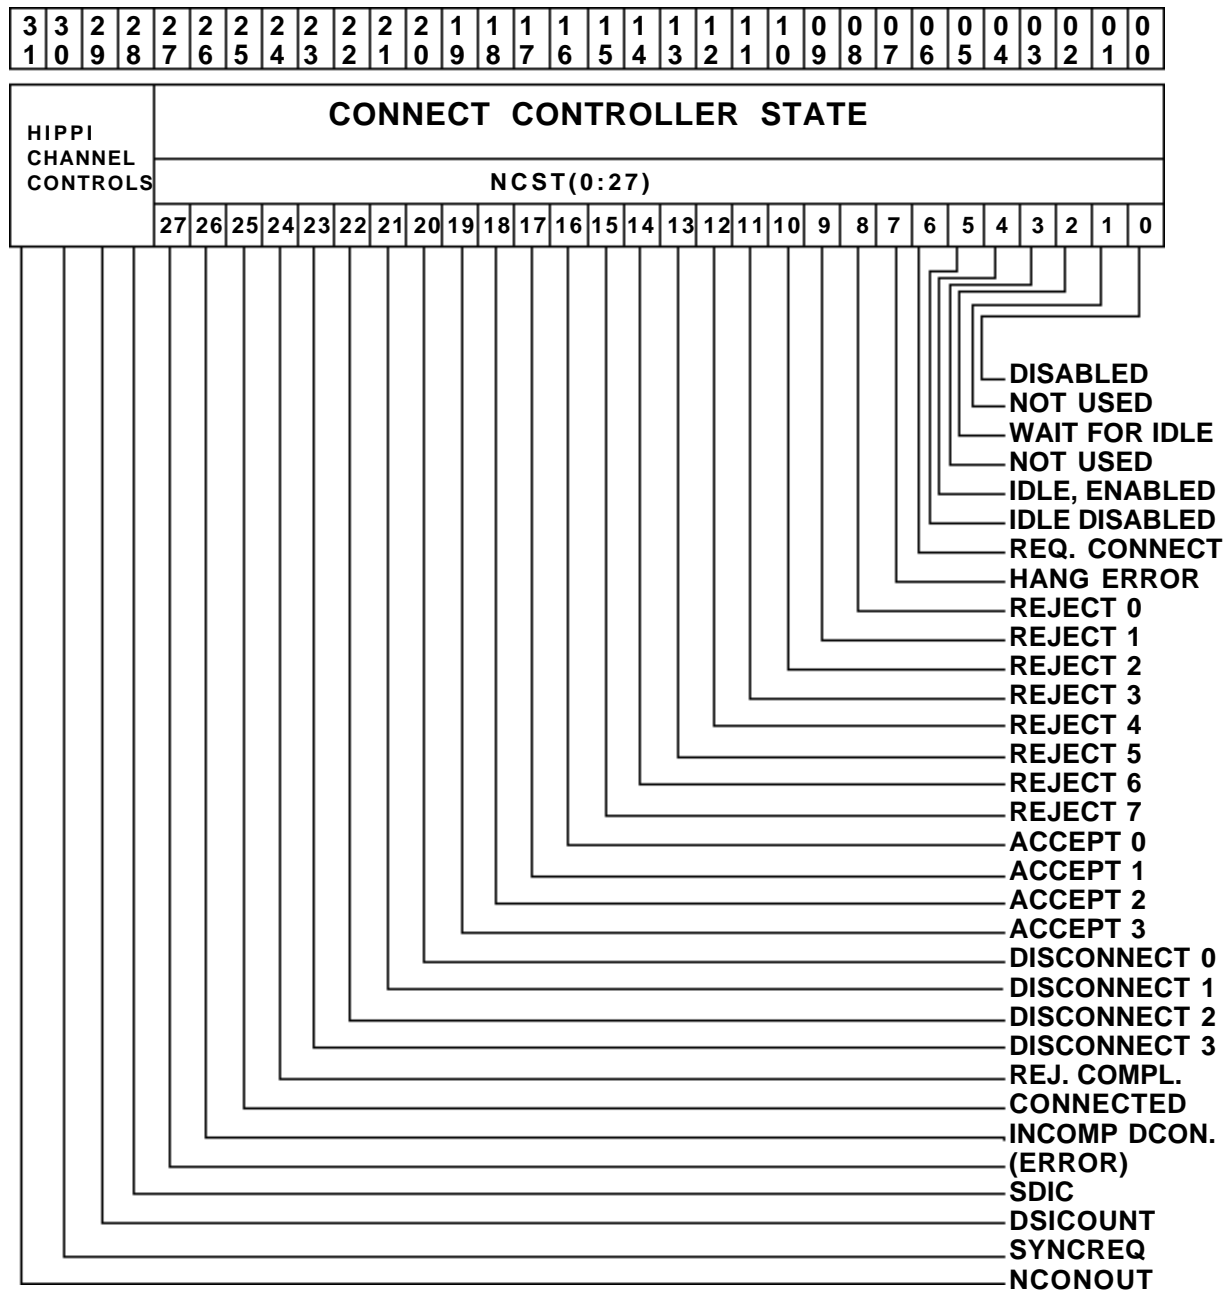 3 3 2 2 2 2 2 2 2 2 2 2 1 1 1 1 1 1 1 1 1 1 0 0 0 0 0 0 0 0 0 0
1 0 9 8 7 6 5 4 3 2 1 0 9 8 7 6 5 4 3 2 1 0 9 8 7 6 5 4 3 2 1 0
CONNECT CONTROLLER STATE
HIPPI
CHANNEL
CONTROLS
NCST(0:27)
27 26 25 24 23 22 21 20 19 18 17 16 15 14 13 12 11 10 9 8 7 6 5 4 3 2 1 0
DISABLED
NOT USED
WAIT FOR IDLE
NOT USED
IDLE, ENABLED
IDLE DISABLED
REQ. CONNECT
HANG ERROR
REJECT 0
REJECT 1
REJECT 2
REJECT 3
REJECT 4
REJECT 5
REJECT 6
REJECT 7
ACCEPT 0
ACCEPT 1
ACCEPT 2
ACCEPT 3
DISCONNECT 0
DISCONNECT 1
DISCONNECT 2
DISCONNECT 3
REJ. COMPL.
CONNECTED
INCOMP DCON.
(ERROR)
SDIC
DSICOUNT
SYNCREQ
NCONOUT